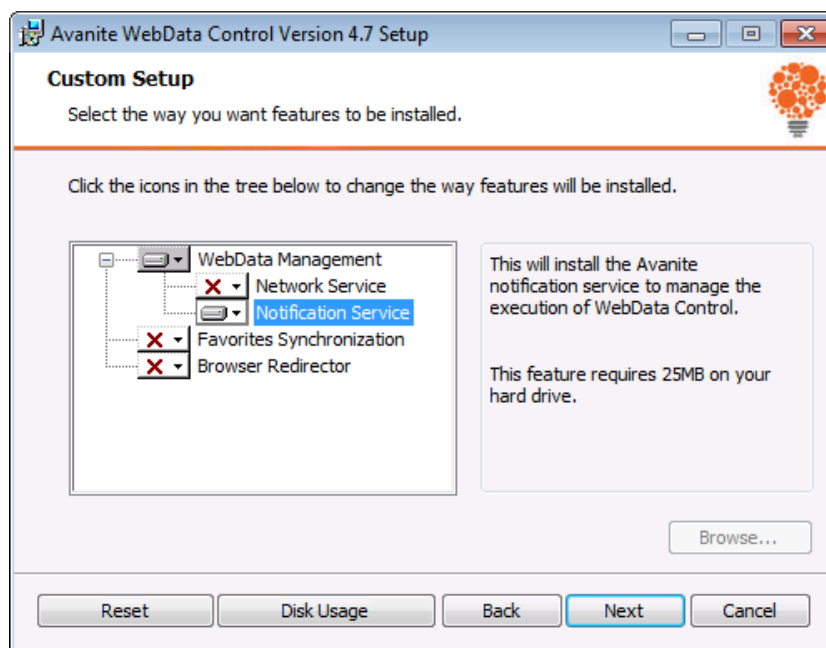 Avanite WebData Control Version 4.7 Setup
Custom Setup
Select the way you want features to be installed.
Click the icons in the tree below to change the way features will be installed.
WebData Management
Network Service
Notification Service
Favorites Synchronization
Browser Redirector
This will install the Avanite
notification service to manage the
execution of WebData Control.
This feature requires 25MB on your
hard drive.
Browse...
Reset
Disk Usage
Back
Next
Cancel